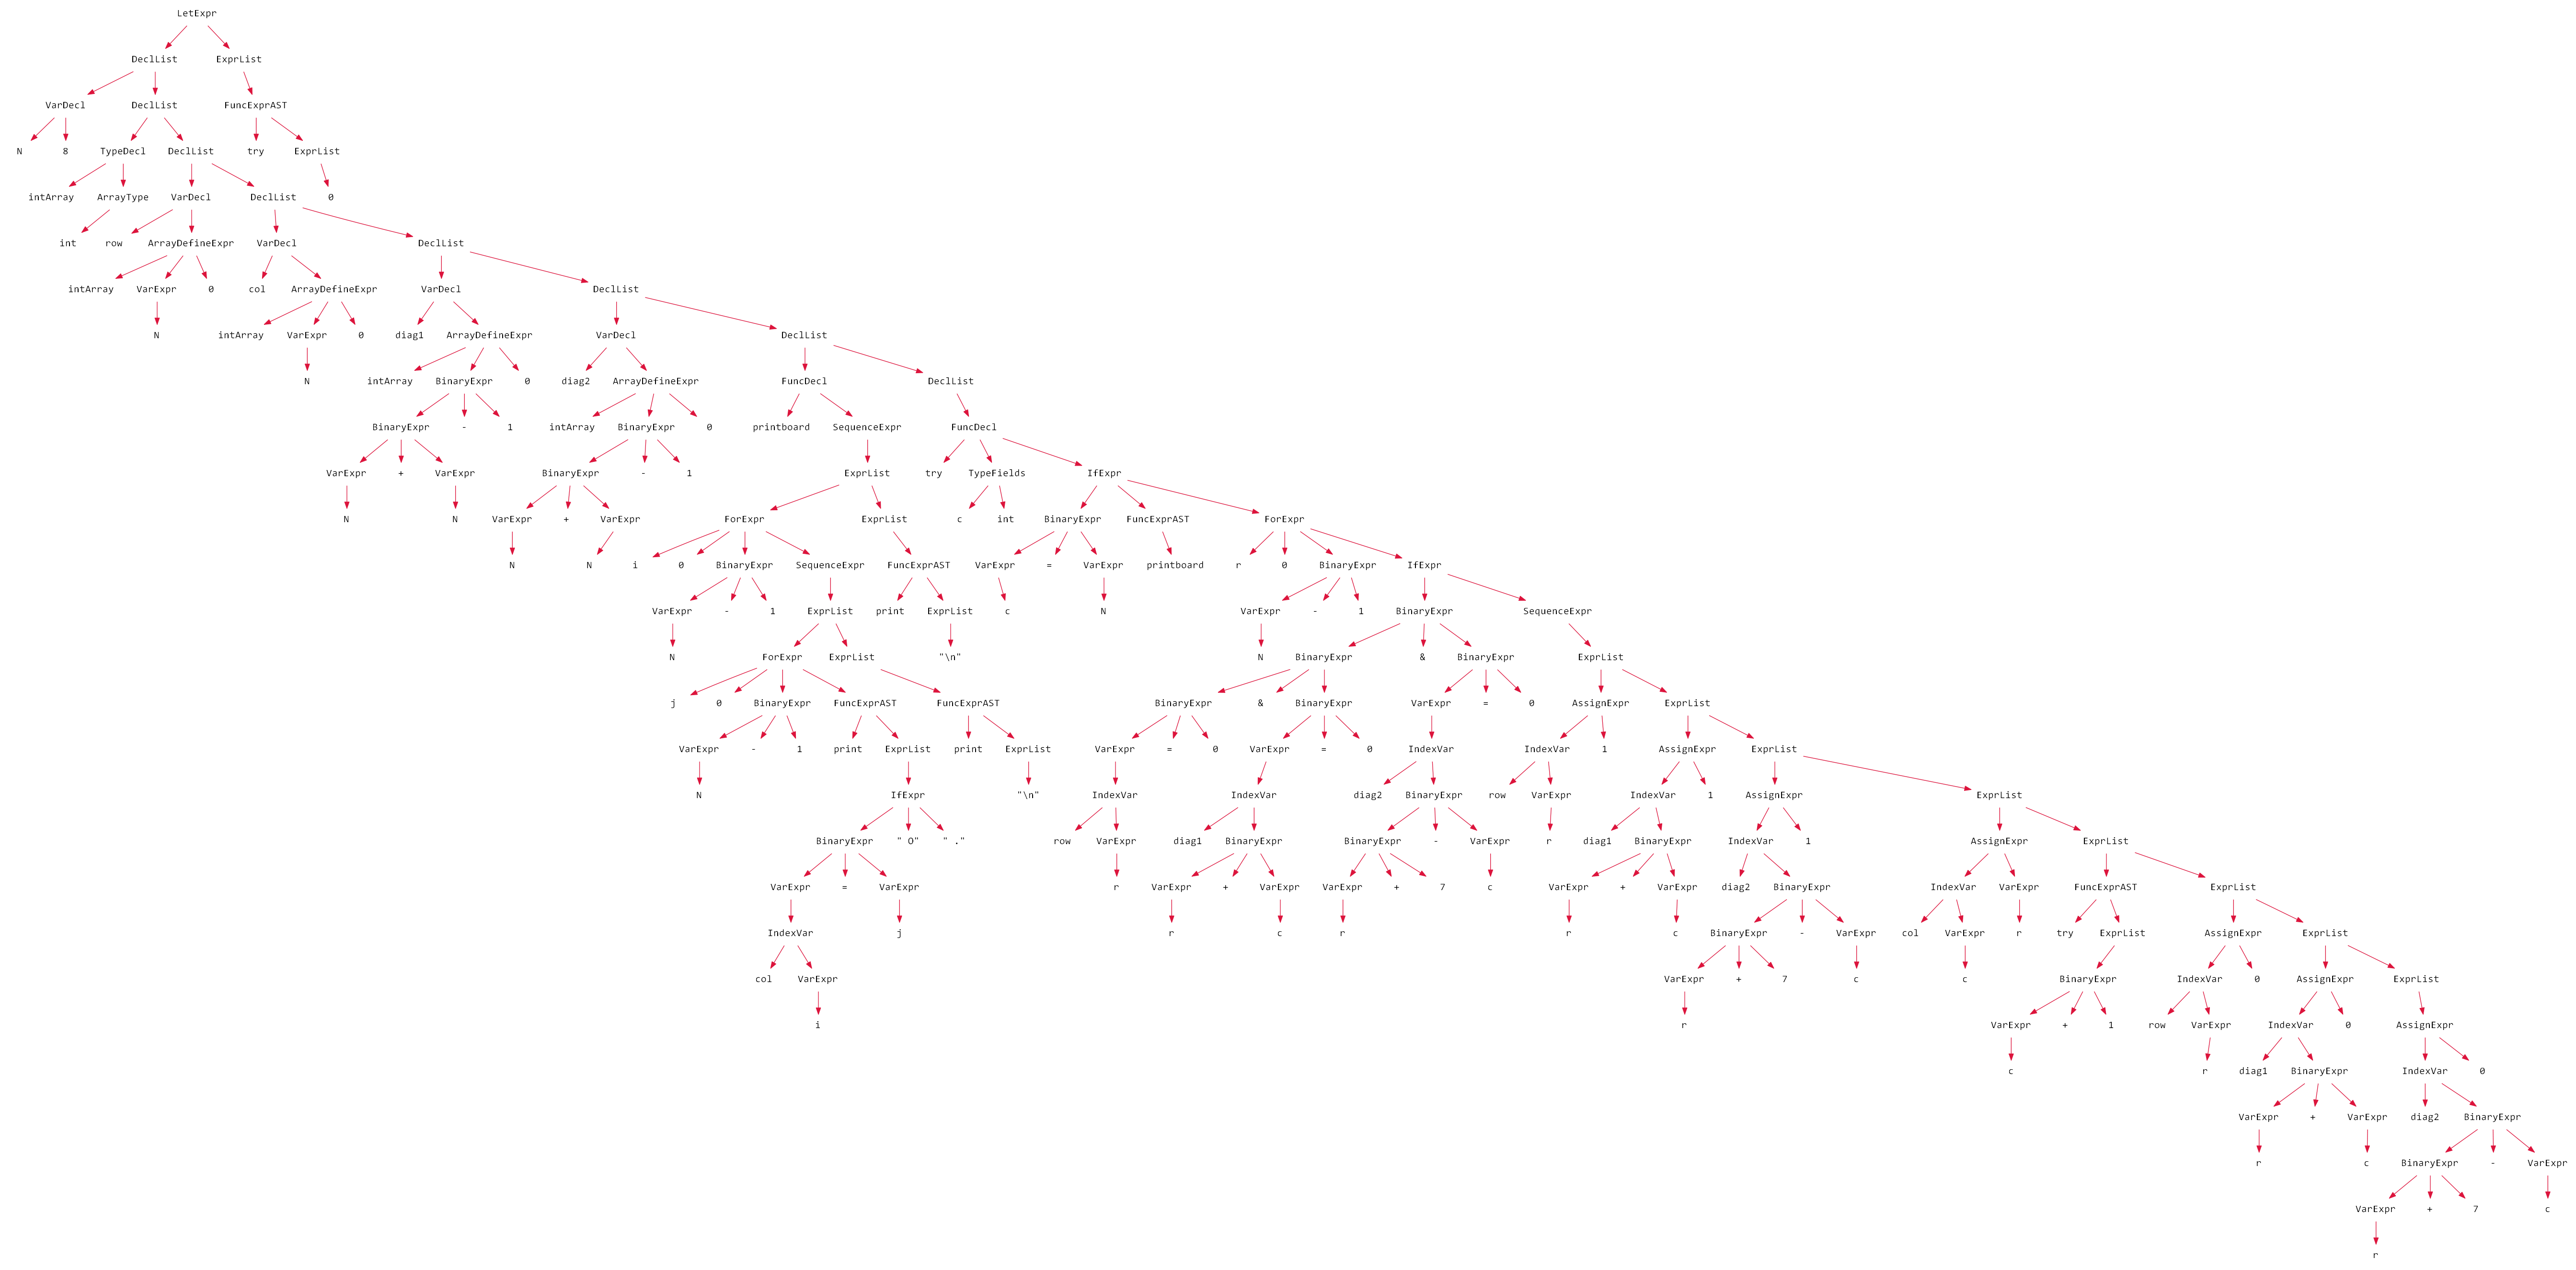 LetExpr
DeclList ExprList
VarDecl DeclList FuncExprAST
N 8 TypeDecl DeclList try ExprList
intArray ArrayType VarDecl DeclList 0
int row ArrayDefineExpr VarDecl DeclList
intArray VarExpr 0 col ArrayDefineExpr VarDecl DeclList
N intArray VarExpr 0 diag1 ArrayDefineExpr VarDecl DeclList
N intArray BinaryExpr 0 diag2 ArrayDefineExpr FuncDecl DeclList
BinaryExpr - 1 intArray BinaryExpr 0 printboard SequenceExpr FuncDecl
VarExpr + VarExpr BinaryExpr - 1 ExprList try TypeFields IfExpr
N N VarExpr + VarExpr ForExpr ExprList c int BinaryExpr FuncExprAST ForExpr
N N i 0 BinaryExpr SequenceExpr FuncExprAST VarExpr = VarExpr printboard r 0 BinaryExpr IfExpr
VarExpr - 1 ExprList print ExprList c N VarExpr - 1 BinaryExpr SequenceExpr
N ForExpr ExprList "\n" N BinaryExpr & BinaryExpr ExprList
j 0 BinaryExpr FuncExprAST FuncExprAST BinaryExpr & BinaryExpr VarExpr = 0 AssignExpr ExprList
VarExpr - 1 print ExprList print ExprList VarExpr = 0 VarExpr = 0 IndexVar IndexVar 1 AssignExpr ExprList
N IfExpr "\n" IndexVar IndexVar diag2 BinaryExpr row VarExpr IndexVar 1 AssignExpr ExprList
BinaryExpr " O" " ." row VarExpr diag1 BinaryExpr BinaryExpr - VarExpr r diag1 BinaryExpr IndexVar 1 AssignExpr ExprList
VarExpr = VarExpr r VarExpr + VarExpr VarExpr + 7 c VarExpr + VarExpr diag2 BinaryExpr IndexVar VarExpr FuncExprAST ExprList
IndexVar j r c r r c BinaryExpr - VarExpr col VarExpr r try ExprList AssignExpr ExprList
col VarExpr VarExpr + 7 c c BinaryExpr IndexVar 0 AssignExpr ExprList
i r VarExpr + 1 row VarExpr IndexVar 0 AssignExpr
c r diag1 BinaryExpr IndexVar 0
VarExpr + VarExpr diag2 BinaryExpr
r c BinaryExpr - VarExpr
VarExpr + 7 c
r